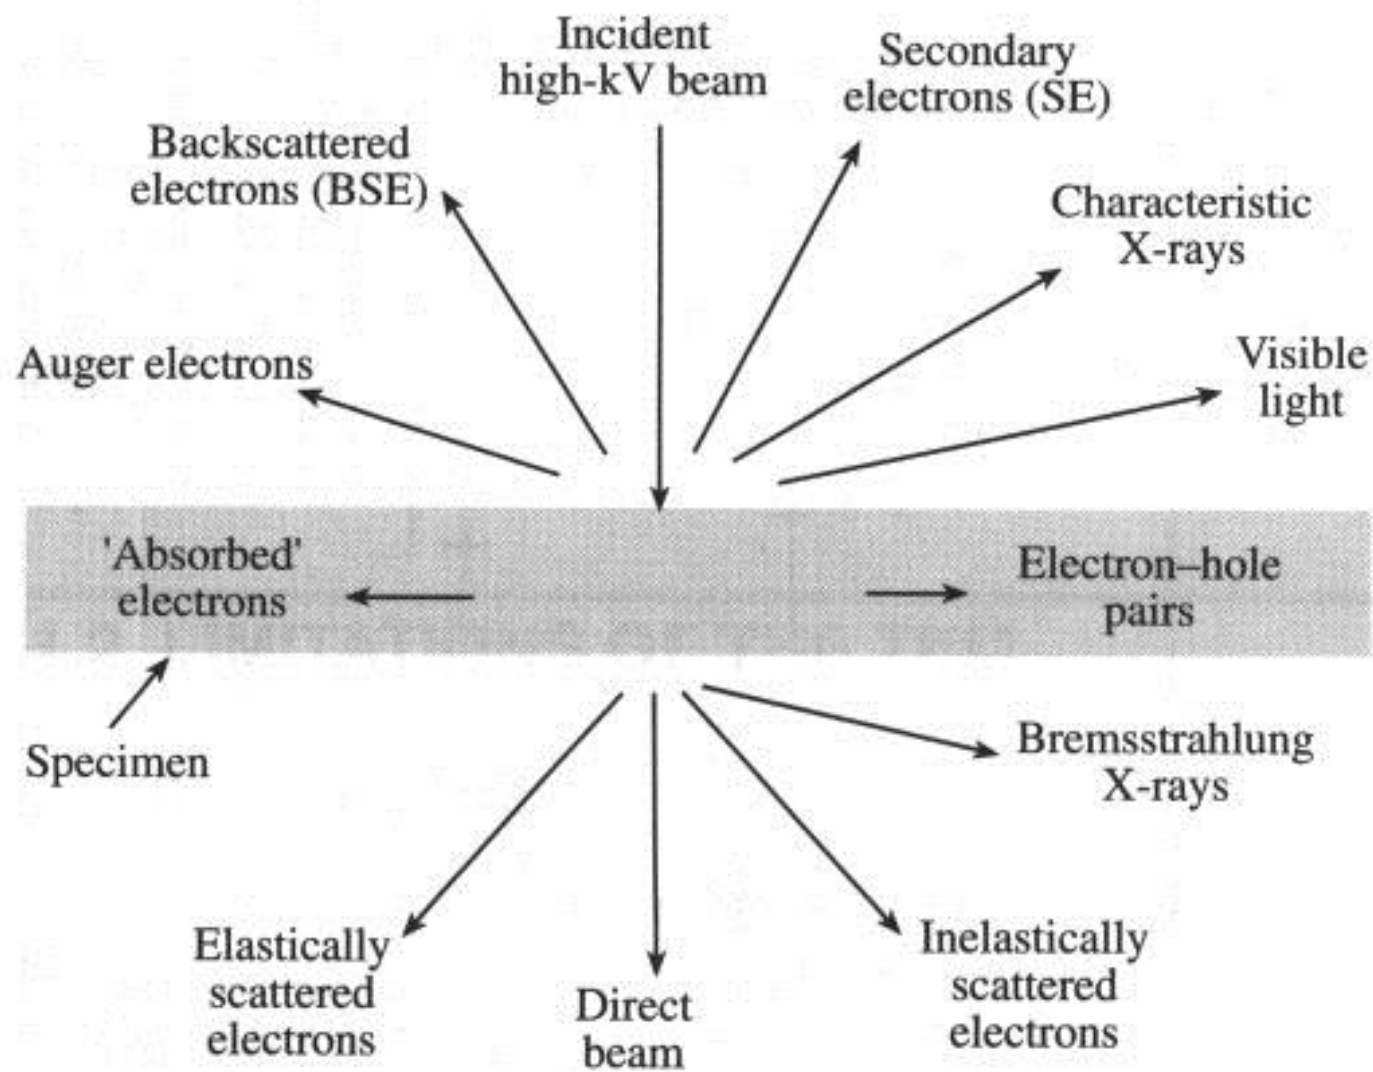 Incident
high-kV beam
Secondary
electrons (SE)
Backscattered
electrons (BSE)
Characteristic
X-rays
Auger electrons
Visible
light
'Absorbed'
electrons
Electron–hole
pairs
Specimen
Bremsstrahlung
X-rays
Elastically
scattered
electrons
Direct
beam
Inelastically
scattered
electrons